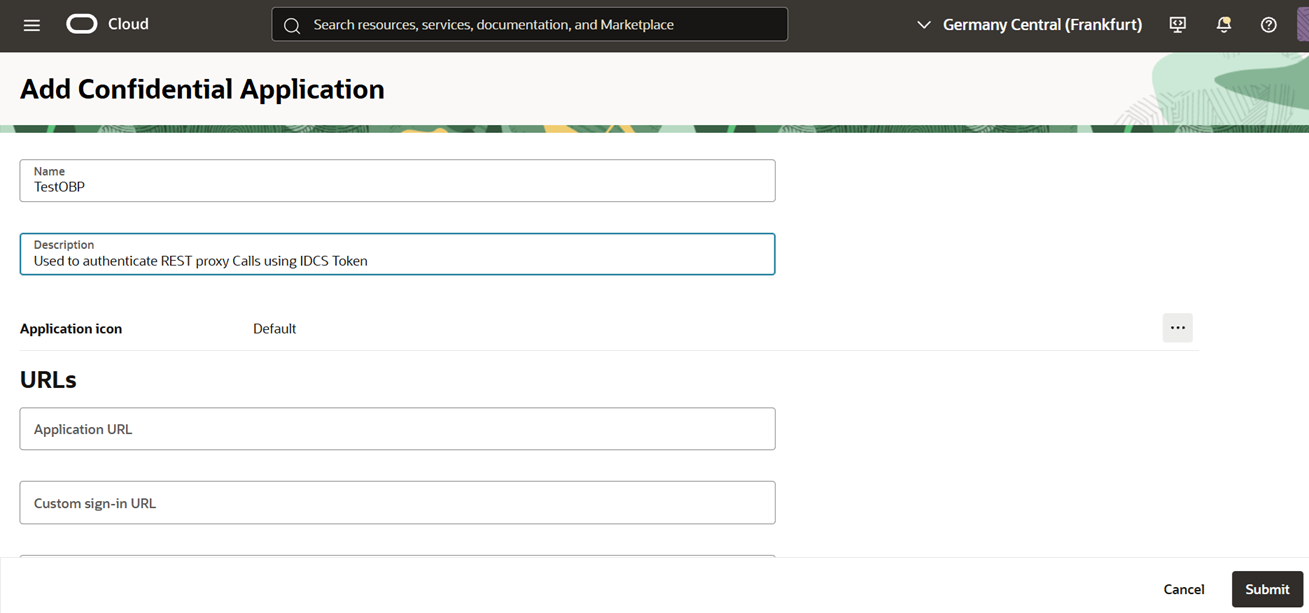 Cloud
Search resources, services, documentation, and Marketplace
Germany Central (Frankfurt)
Add Confidential Application
Name
TestOBP
Description
Used to authenticate REST proxy Calls using IDCS Token
Application icon Default
URLs
Application URL
Custom sign-in URL
Cancel Submit